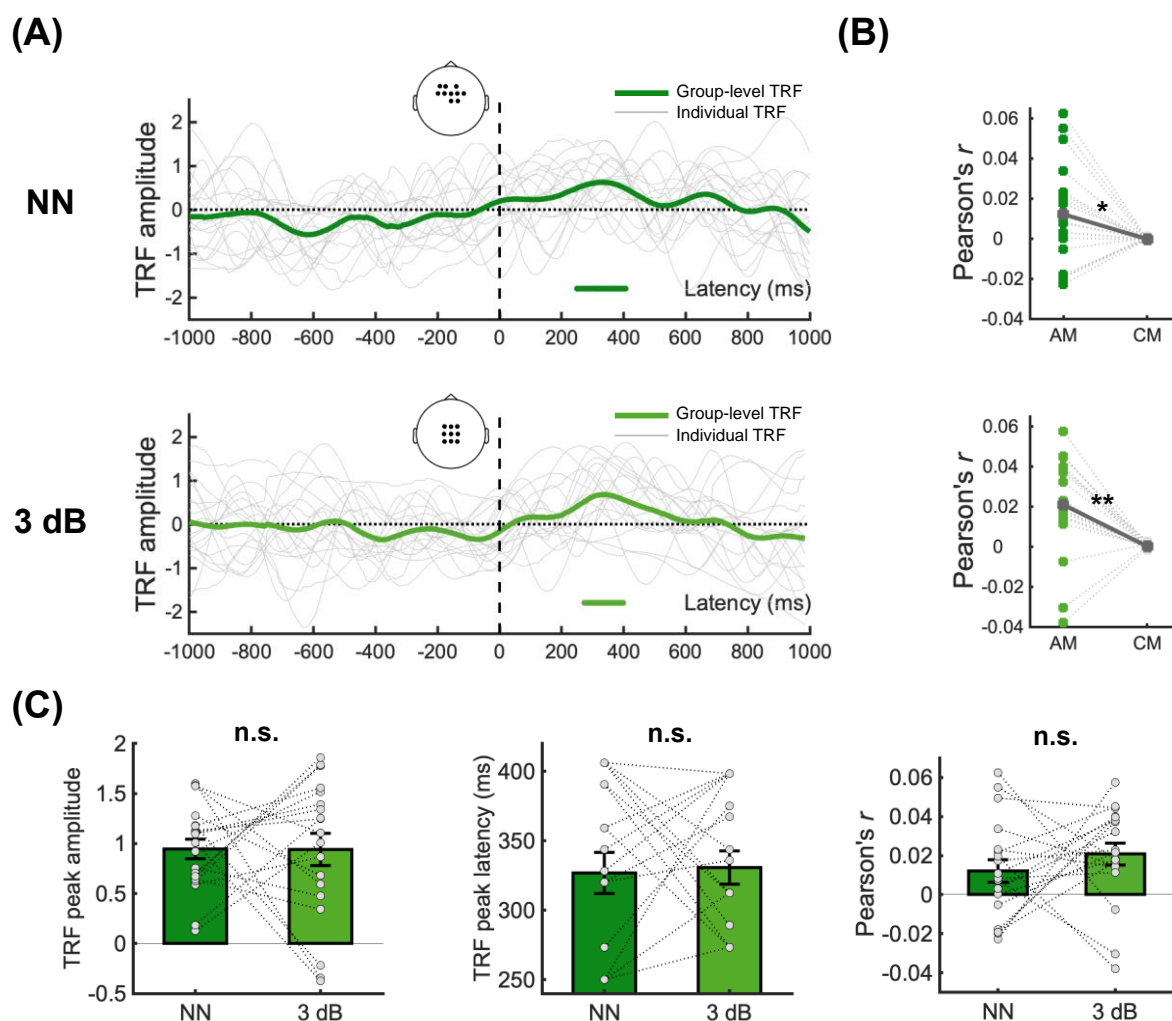 (A)
(B)
NN
Group-level TRF
Individual TRF
TRF amplitude
2
1
0
-1
-2
Latency (ms)
-1000 -800 -600 -400 -200 0 200 400 600 800 1000
Pearson's r
0.06
0.04
0.02
0
-0.02
-0.04
*
AM CM
3 dB
Group-level TRF
Individual TRF
TRF amplitude
2
1
0
-1
-2
Latency (ms)
-1000 -800 -600 -400 -200 0 200 400 600 800 1000
Pearson's r
0.06
0.04
0.02
0
-0.02
-0.04
**
AM CM
(C)
n.s.
TRF peak amplitude
2
1.5
1
0.5
0
-0.5
NN 3 dB
n.s.
TRF peak latency (ms)
400
350
300
250
NN 3 dB
n.s.
Pearson's r
0.06
0.04
0.02
0
-0.02
-0.04
NN 3 dB